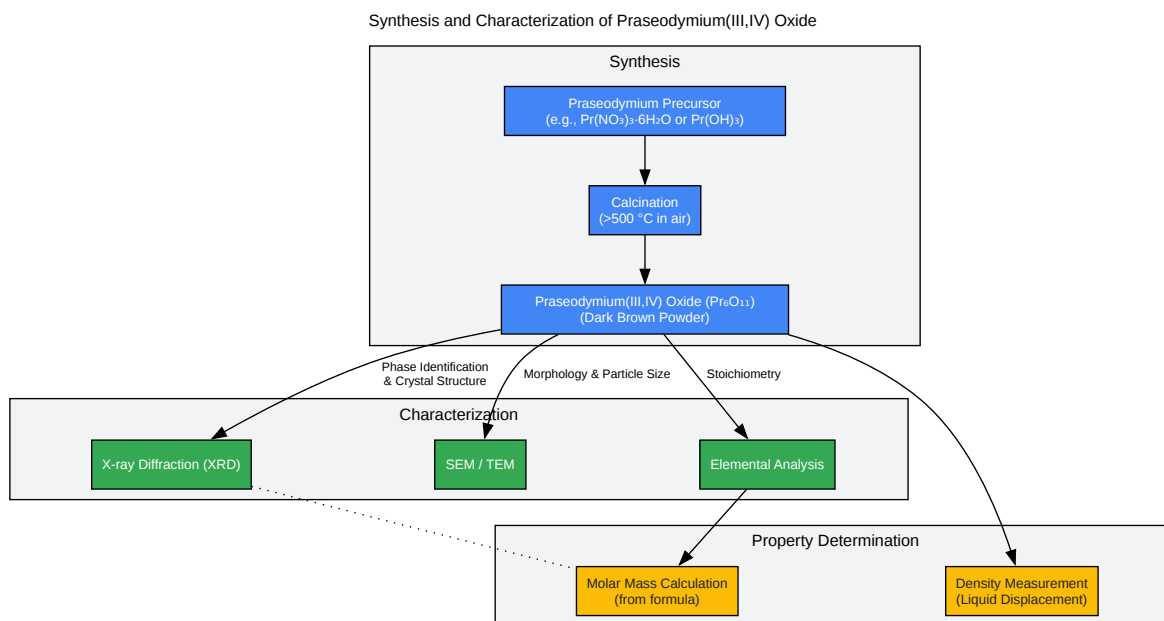 Synthesis and Characterization of Praseodymium(III,IV) Oxide
Synthesis
Praseodymium Precursor
(e.g., Pr(NO₃)₃·6H₂O or Pr(OH)₃)
Calcination
(>500 °C in air)
Praseodymium(III,IV) Oxide (Pr₆O₁₁)
(Dark Brown Powder)
Phase Identification
& Crystal Structure
Morphology & Particle Size
Stoichiometry
Characterization
X-ray Diffraction (XRD)
SEM / TEM
Elemental Analysis
Property Determination
Molar Mass Calculation
(from formula)
Density Measurement
(Liquid Displacement)